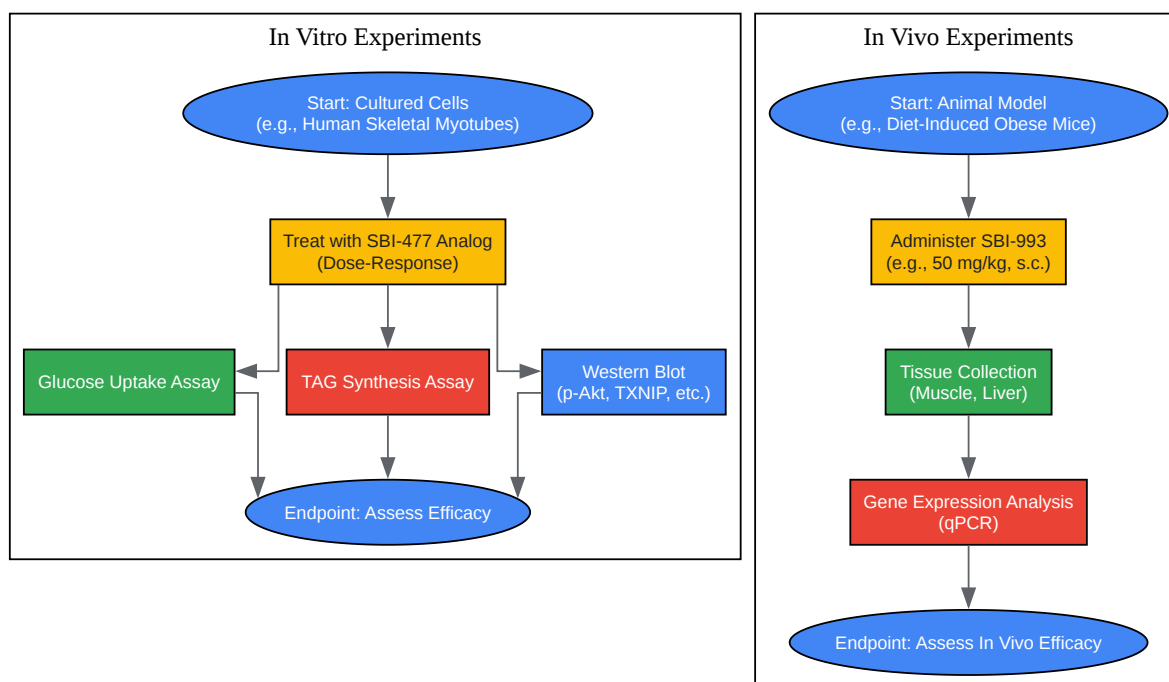 In Vitro Experiments
Start: Cultured Cells
(e.g., Human Skeletal Myotubes)
Treat with SBI-477 Analog
(Dose-Response)
Glucose Uptake Assay
TAG Synthesis Assay
Western Blot
(p-Akt, TXNIP, etc.)
Endpoint: Assess Efficacy
In Vivo Experiments
Start: Animal Model
(e.g., Diet-Induced Obese Mice)
Administer SBI-993
(e.g., 50 mg/kg, s.c.)
Tissue Collection
(Muscle, Liver)
Gene Expression Analysis
(qPCR)
Endpoint: Assess In Vivo Efficacy